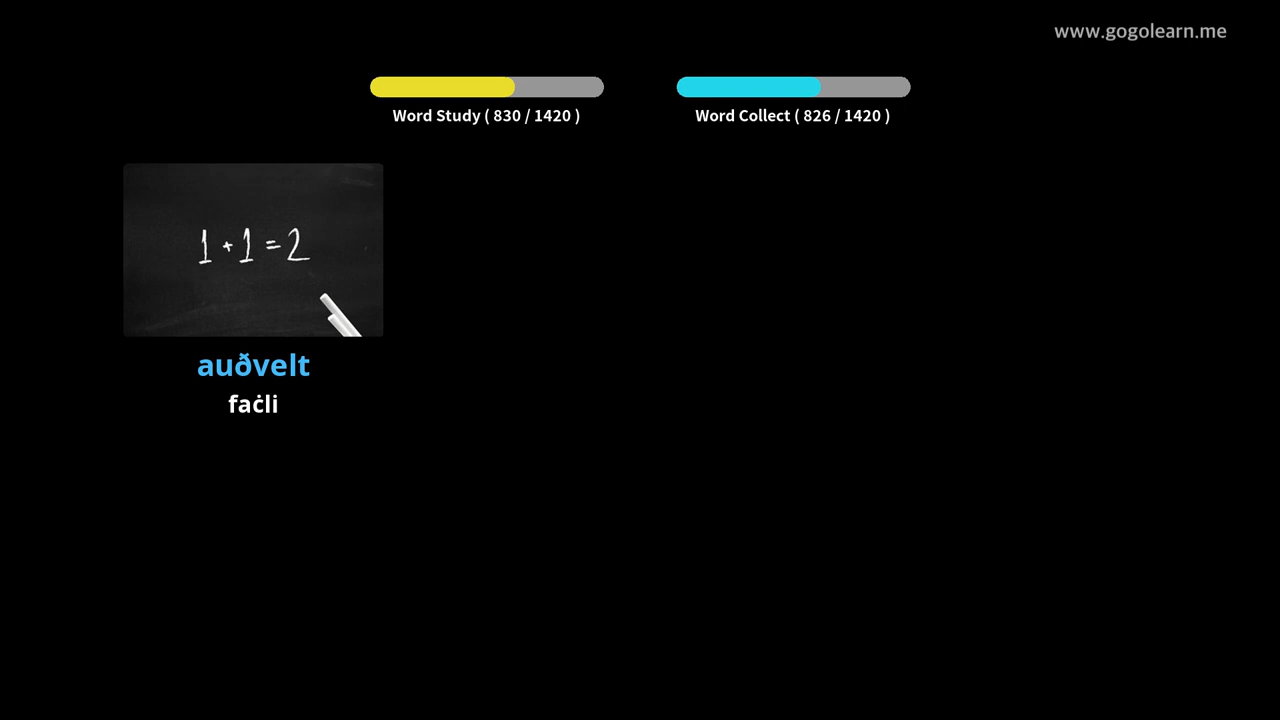 www.gogolearn.me
Word Study ( 830 / 1420 )
Word Collect ( 826 / 1420 )
1 + 1 = 2
auðvelt
faċli